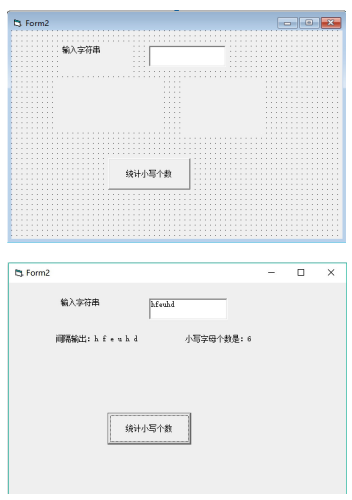 Form2
输入字符串
统计小写个数
Form2
输入字符串
hfeuhd
间隔输出：h f e u h d
小写字母个数是：6
统计小写个数